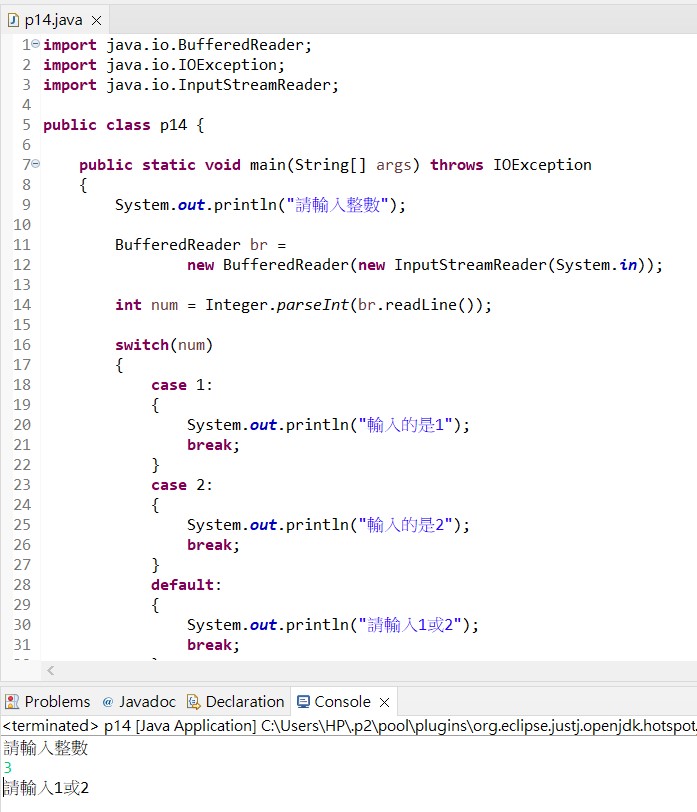 p14.java
1 import java.io.BufferedReader;
2 import java.io.IOException;
3 import java.io.InputStreamReader;
4
5 public class p14 {
6
7     public static void main(String[] args) throws IOException
8     {
9         System.out.println("請輸入整數");
10
11         BufferedReader br =
12                 new BufferedReader(new InputStreamReader(System.in));
13
14         int num = Integer.parseInt(br.readLine());
15
16         switch(num)
17         {
18             case 1:
19             {
20                 System.out.println("輸入的是1");
21                 break;
22             }
23             case 2:
24             {
25                 System.out.println("輸入的是2");
26                 break;
27             }
28             default:
29             {
30                 System.out.println("請輸入1或2");
31                 break;
Problems @ Javadoc Declaration Console
<terminated> p14 [Java Application] C:\Users\HP\.p2\pool\plugins\org.eclipse.justj.openjdk.hotspot.
請輸入整數
3
請輸入1或2